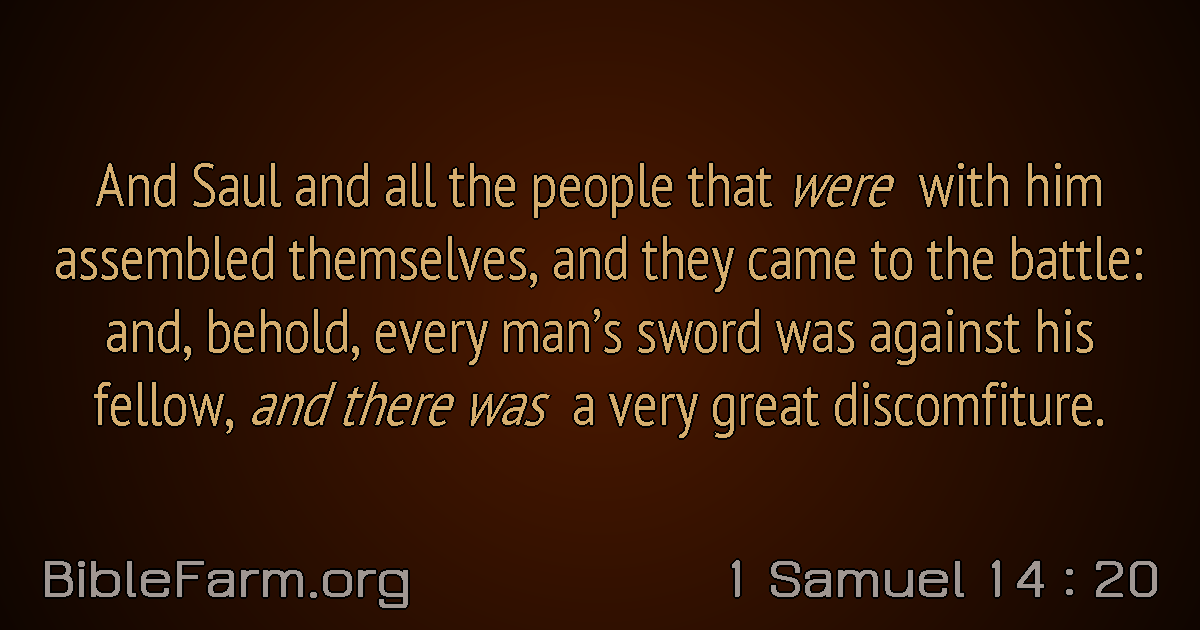 And Saul and all the people that were with him
assembled themselves, and they came to the battle:
and, behold, every man’s sword was against his
fellow, and there was a very great discomfiture.
BibleFarm.org 1 Samuel 14 : 20